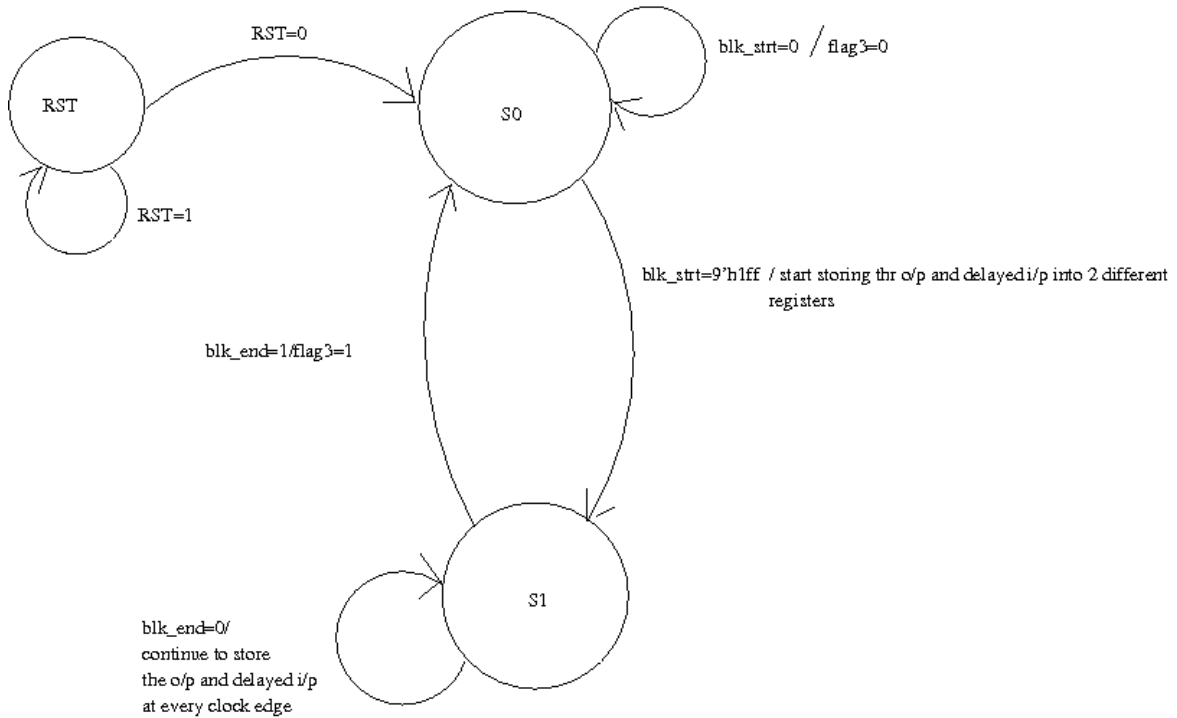 RST=0
blk_strt=0 / flag3=0
RST
S0
RST=1
blk_strt=9'h1ff / start storing thr o/p and delayed i/p into 2 different
registers
blk_end=1/flag3=1
S1
blk_end=0/
continue to store
the o/p and delayed i/p
at every clock edge